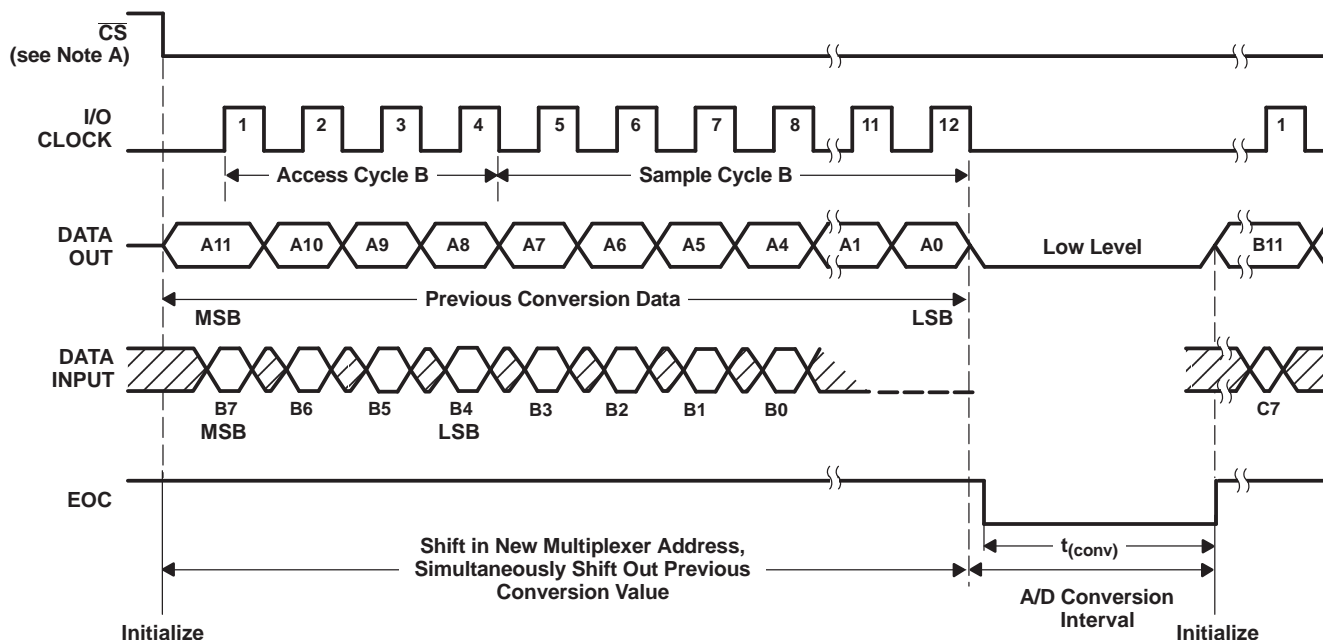 CS
(see Note A)
I/O
CLOCK
1 2 3 4 5 6 7 8 11 12 1
Access Cycle B Sample Cycle B
DATA
OUT
A11 A10 A9 A8 A7 A6 A5 A4 A1 A0 Low Level B11
Previous Conversion Data
MSB LSB
DATA
INPUT
B7 B6 B5 B4 B3 B2 B1 B0 C7
MSB LSB
EOC
t(conv)
Shift in New Multiplexer Address,
Simultaneously Shift Out Previous
Conversion Value
A/D Conversion
Interval
Initialize Initialize